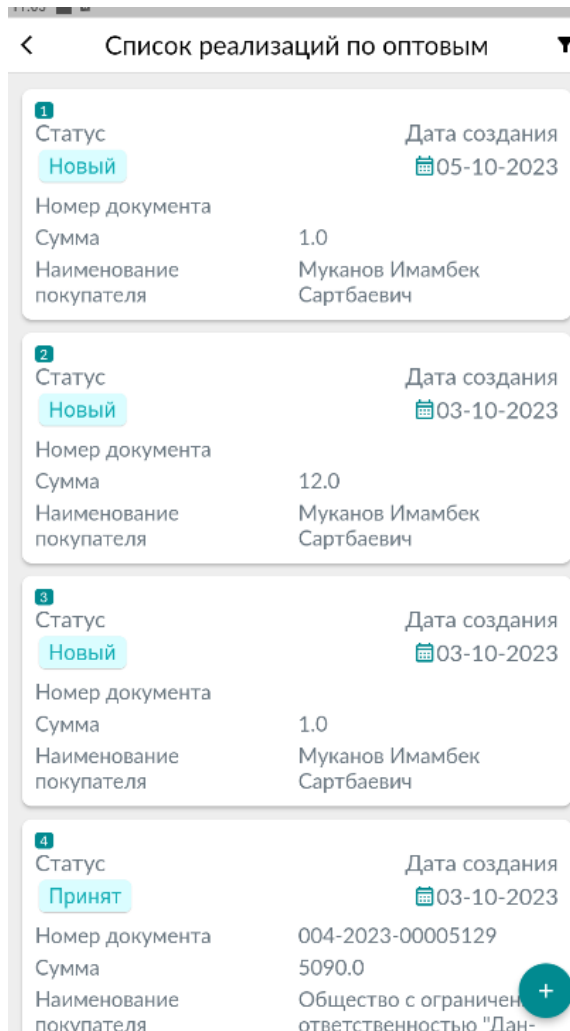 Список реализаций по оптовым
1
Статус Дата создания
Новый 05-10-2023
Номер документа
Сумма 1.0
Наименование Муканов Имамбек
покупателя Сартбаевич
2
Статус Дата создания
Новый 03-10-2023
Номер документа
Сумма 12.0
Наименование Муканов Имамбек
покупателя Сартбаевич
3
Статус Дата создания
Новый 03-10-2023
Номер документа
Сумма 1.0
Наименование Муканов Имамбек
покупателя Сартбаевич
4
Статус Дата создания
Принят 03-10-2023
Номер документа 004-2023-00005129
Сумма 5090.0
Наименование Общество с ограничен
покупателя ответственностью "Дан-
+